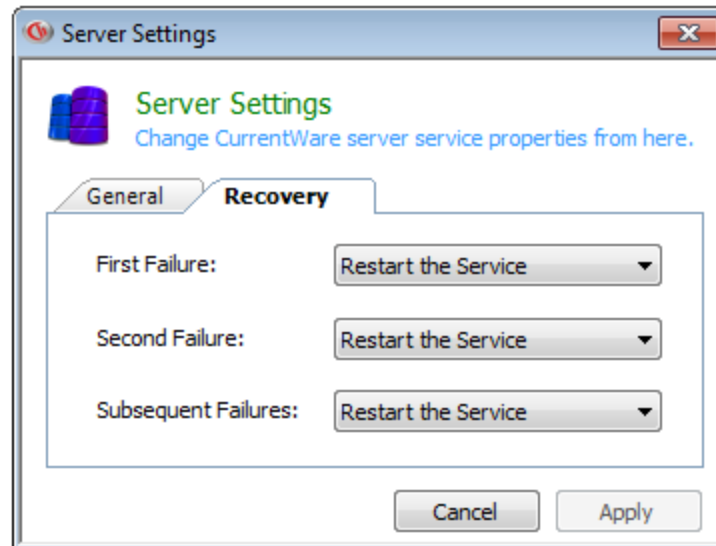 Server Settings
Server Settings
Change CurrentWare server service properties from here.
General Recovery
First Failure: Restart the Service
Second Failure: Restart the Service
Subsequent Failures: Restart the Service
Cancel Apply